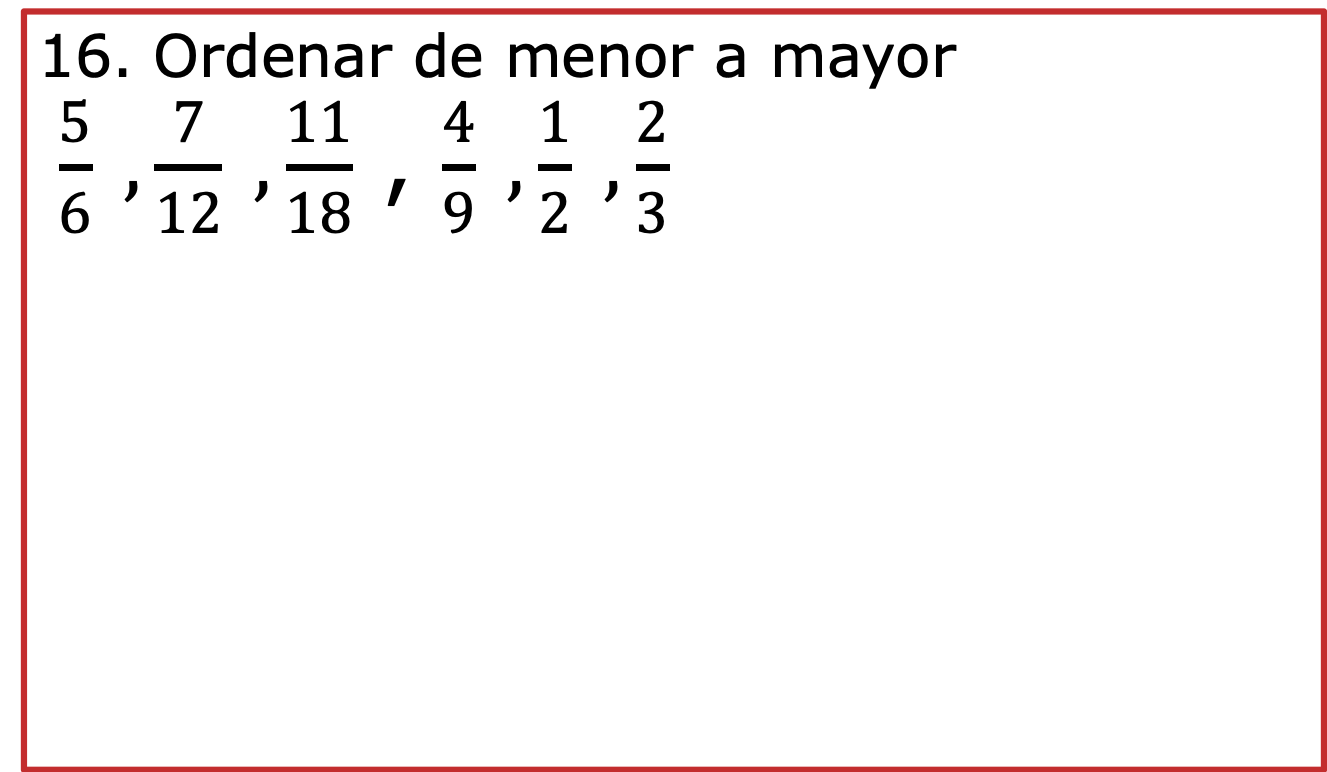 16. Ordenar de menor a mayor
5/6 , 7/12 , 11/18 , 4/9 , 1/2 , 2/3